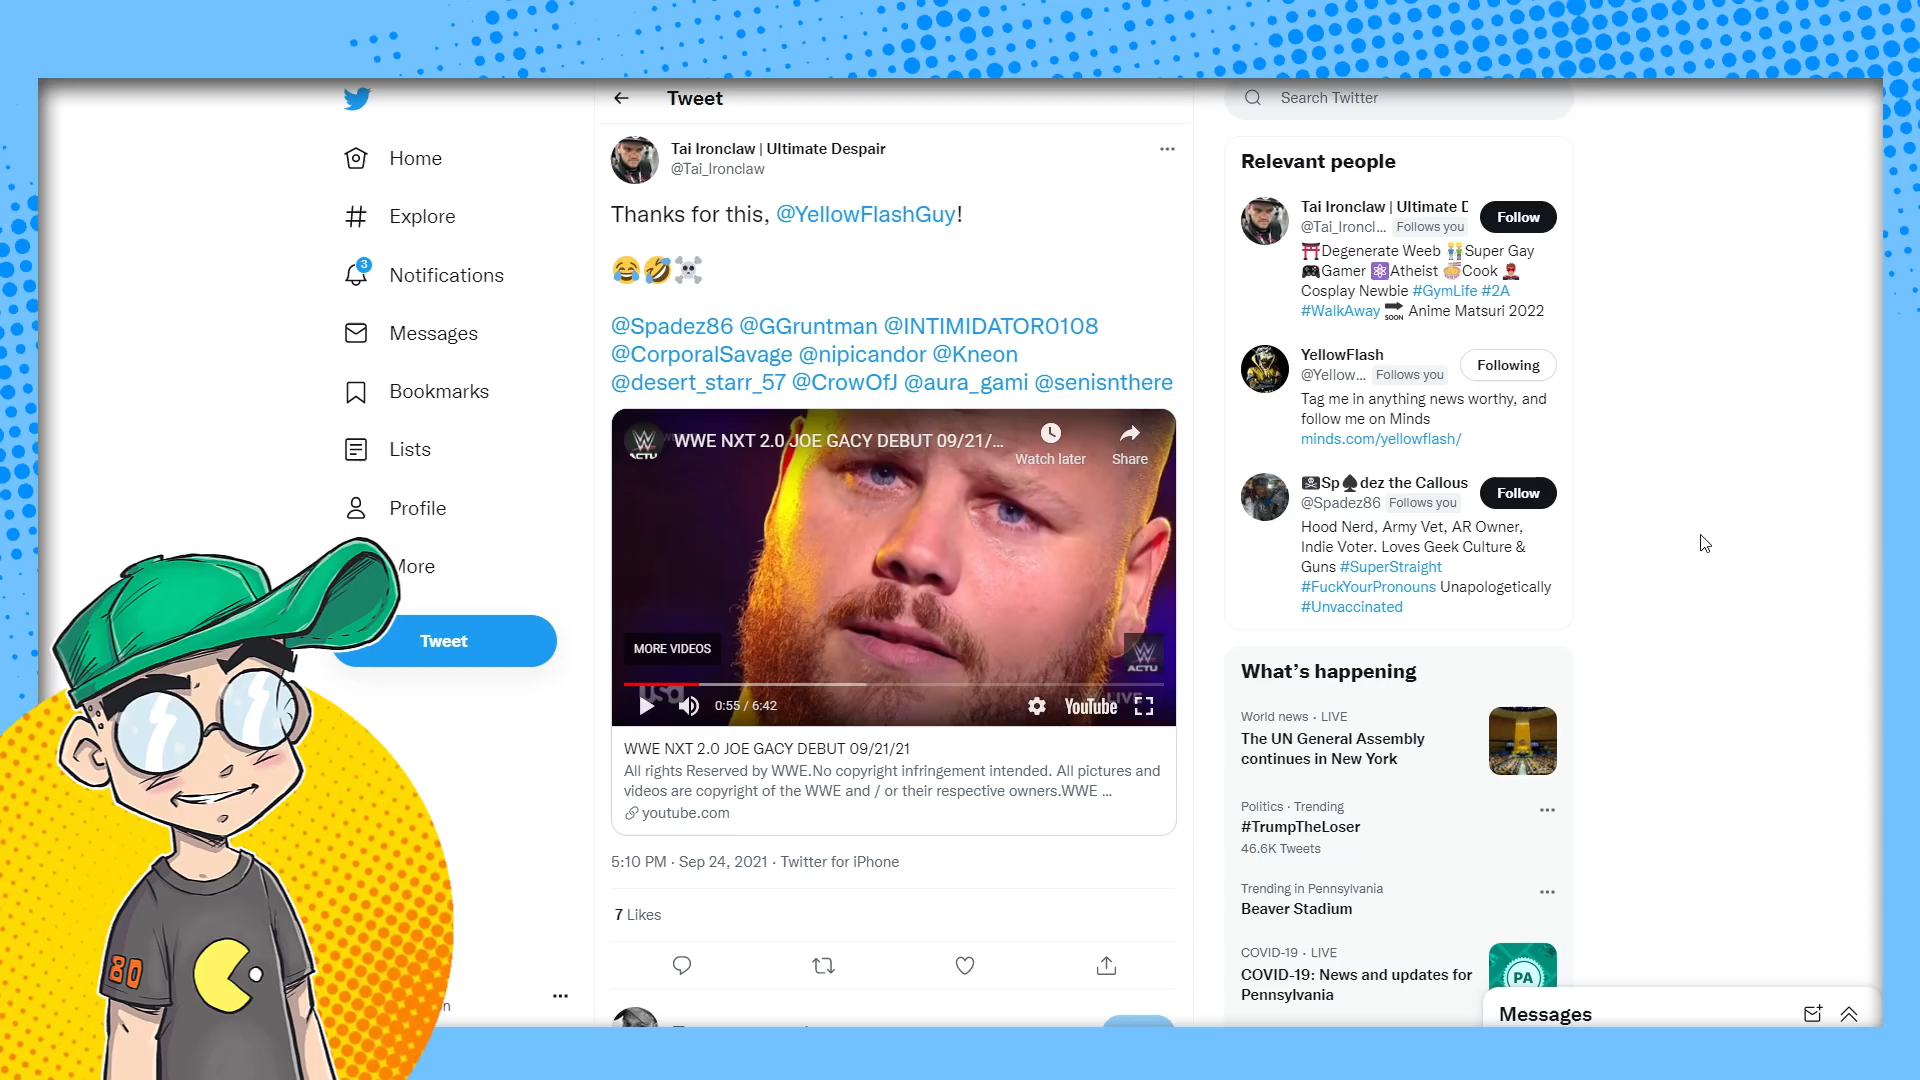 Home
Explore
3
Notifications
Messages
Bookmarks
Lists
Profile
More
Tweet
80
Tweet
Tai Ironclaw | Ultimate Despair
@Tai_Ironclaw
Thanks for this, @YellowFlashGuy!
😂🤣☠️
@Spadez86 @GGruntman @INTIMIDATOR0108
@CorporalSavage @nipicandor @Kneon
@desert_starr_57 @CrowOfJ @aura_gami @senisnthere
WWE NXT 2.0 JOE GACY DEBUT 09/21/...
Watch later
Share
ACTU
MORE VIDEOS
ACTU
usa
LIVE
0:55 / 6:42
YouTube
WWE NXT 2.0 JOE GACY DEBUT 09/21/21
All rights Reserved by WWE.No copyright infringement intended. All pictures and
videos are copyright of the WWE and / or their respective owners.WWE ...
youtube.com
5:10 PM · Sep 24, 2021 · Twitter for iPhone
7 Likes
Search Twitter
Relevant people
Tai Ironclaw | Ultimate D
Follow
@Tai_Ironcl... Follows you
⛩️Degenerate Weeb 👬Super Gay
🎮Gamer ⚛️Atheist 🍜Cook
Cosplay Newbie #GymLife #2A
#WalkAway 🔜 Anime Matsuri 2022
YellowFlash
Following
@Yellow... Follows you
Tag me in anything news worthy, and
follow me on Minds
minds.com/yellowflash/
🏴‍☠️Sp♠️dez the Callous
Follow
@Spadez86 Follows you
Hood Nerd, Army Vet, AR Owner,
Indie Voter. Loves Geek Culture &
Guns #SuperStraight
#FuckYourPronouns Unapologetically
#Unvaccinated
What's happening
World news · LIVE
The UN General Assembly
continues in New York
Politics · Trending
#TrumpTheLoser
46.6K Tweets
Trending in Pennsylvania
Beaver Stadium
COVID-19 · LIVE
COVID-19: News and updates for
Pennsylvania
PA
Messages